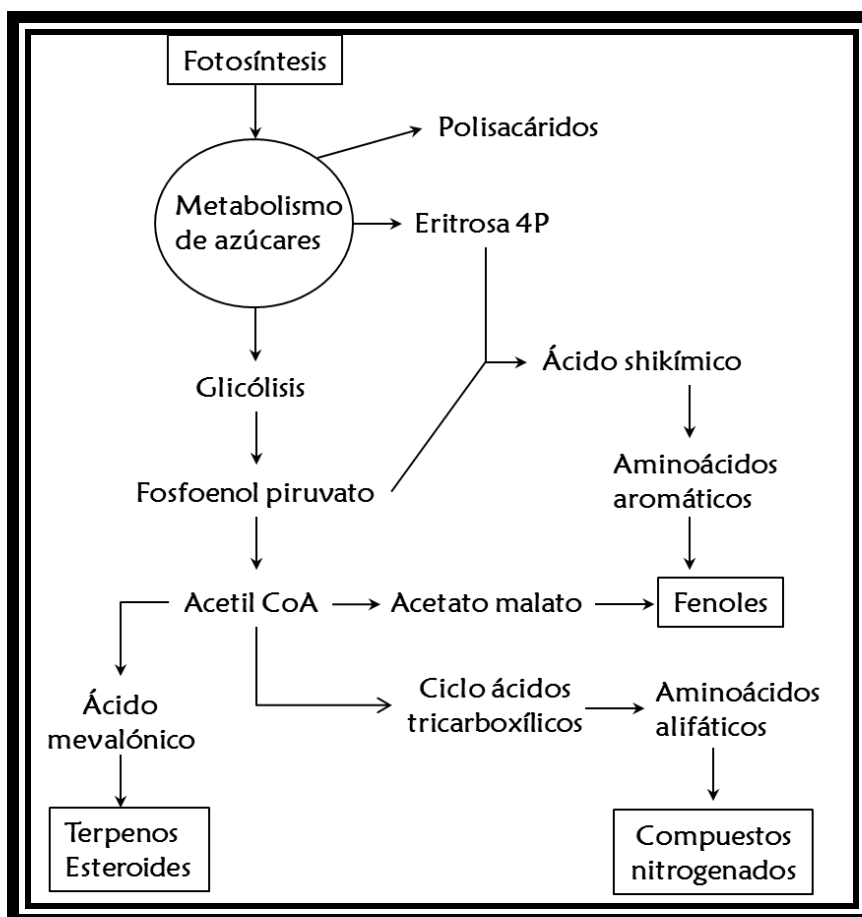 Fotosíntesis
Polisacáridos
Metabolismo
de azúcares
Eritrosa 4P
Ácido shikímico
Glicólisis
Aminoácidos
aromáticos
Fosfoenol piruvato
Acetil CoA
Acetato malato
Fenoles
Ácido
mevalónico
Ciclo ácidos
tricarboxílicos
Aminoácidos
alifáticos
Terpenos
Esteroides
Compuestos
nitrogenados